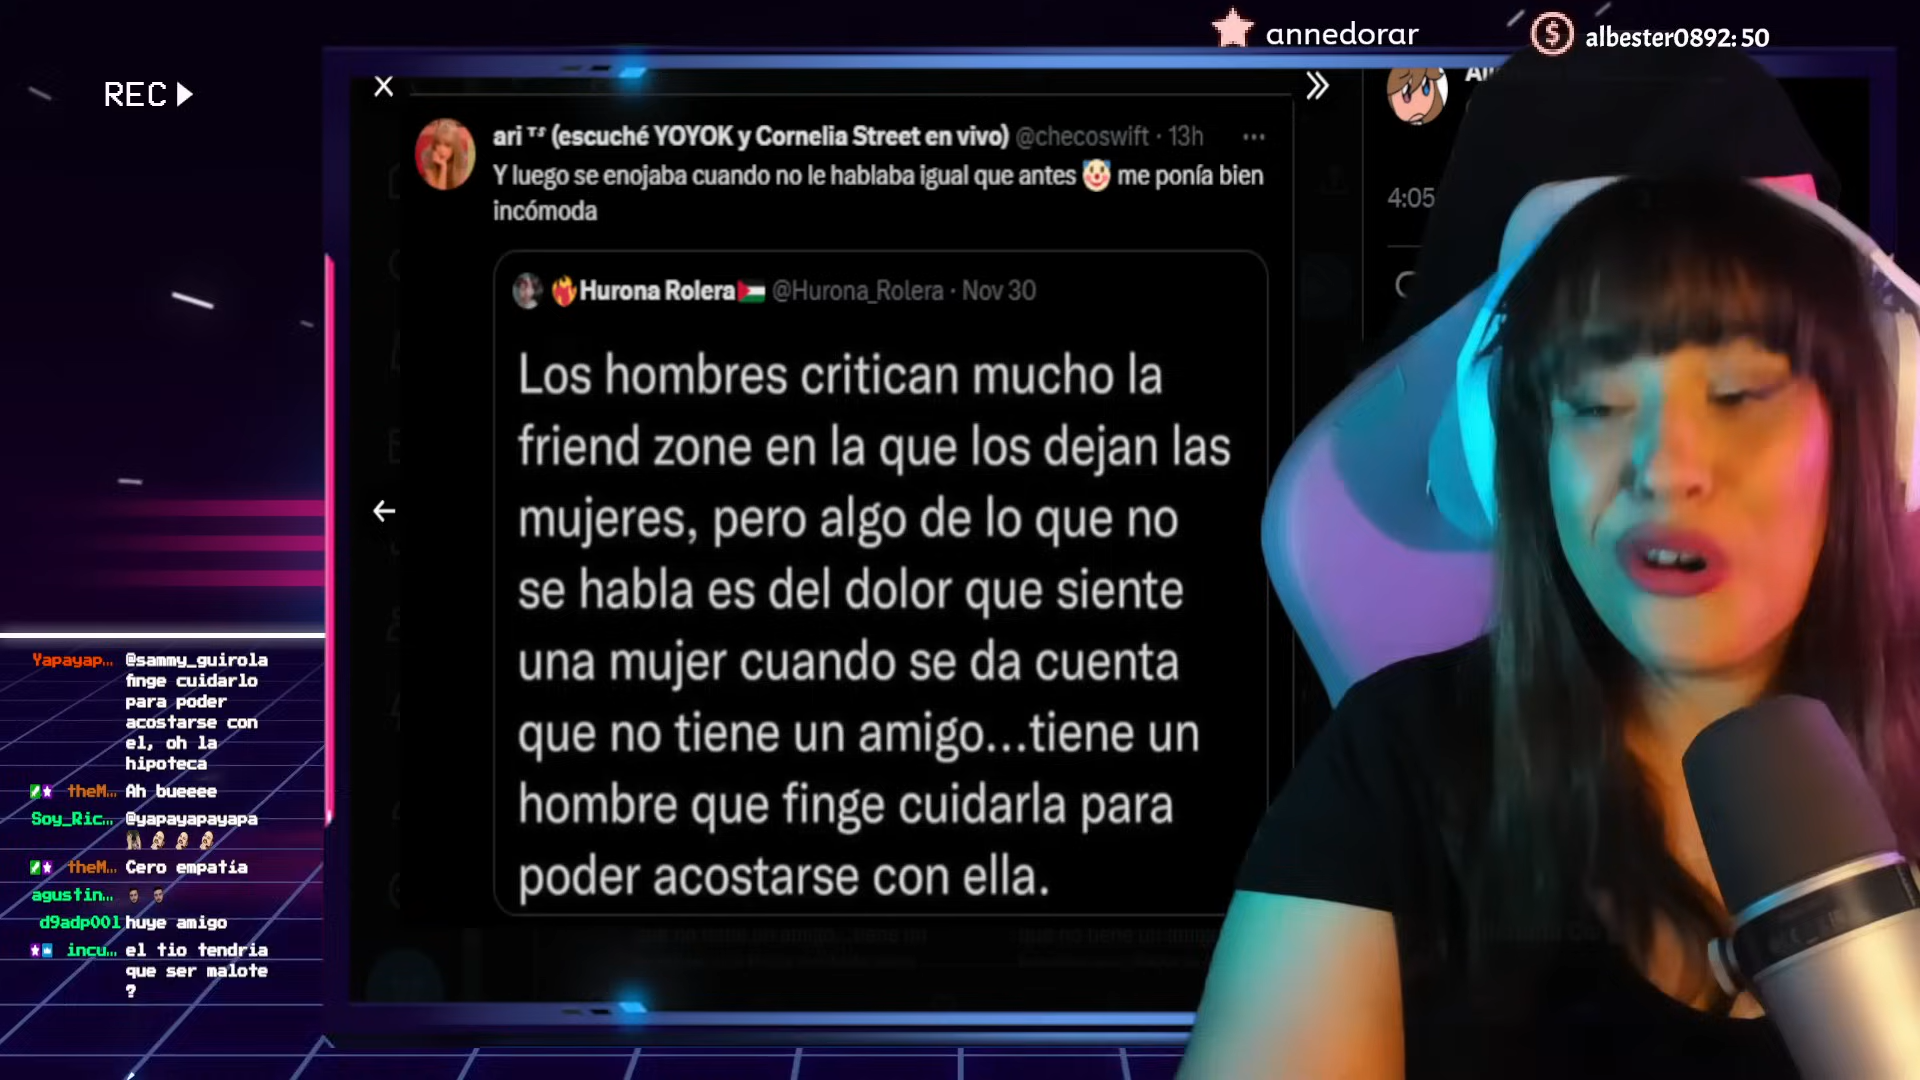 annedorar
albester0892: 50
REC
ari ᵀˢ (escuché YOYOK y Cornelia Street en vivo) @checoswift · 13h
Y luego se enojaba cuando no le hablaba igual que antes 🤡 me ponía bien
incómoda
❤️‍🔥Hurona Rolera🇵🇸 @Hurona_Rolera · Nov 30
Los hombres critican mucho la
friend zone en la que los dejan las
mujeres, pero algo de lo que no
se habla es del dolor que siente
una mujer cuando se da cuenta
que no tiene un amigo...tiene un
hombre que finge cuidarla para
poder acostarse con ella.
4:05
Yapayap... @sammy_guirola
finge cuidarlo
para poder
acostarse con
el, oh la
hipoteca
theM... Ah bueeee
Soy_Ric... @yapayapayapa
theM... Cero empatía
agustin...
d9adp001 huye amigo
incu... el tio tendria
que ser malote
?